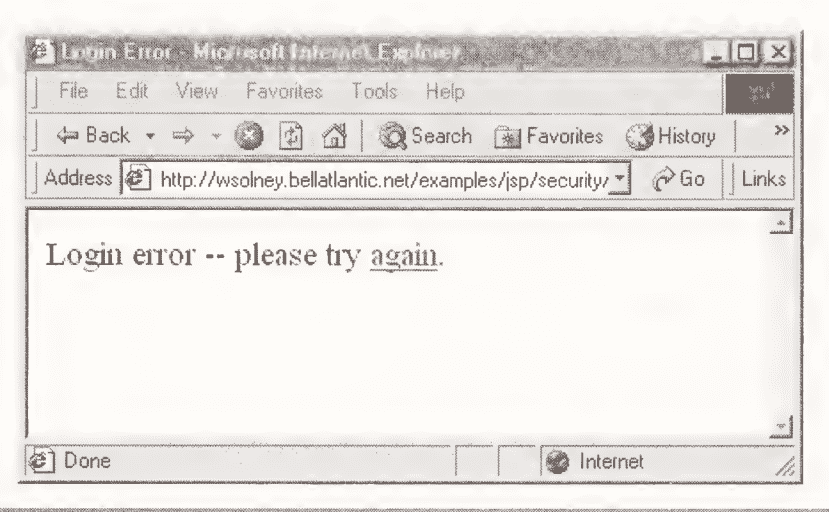 Login Error - Microsoft Internet Explorer
File Edit View Favorites Tools Help
Back Search Favorites History »
Address http://wsolney.bellatlantic.net/examples/jsp/security/ Go Links
Login error -- please try again.
Done Internet